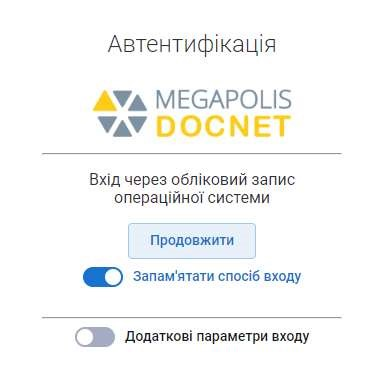 Автентифікація
MEGAPOLIS
DOCNET
Вхід через обліковий запис
операційної системи
Продовжити
Запам'ятати спосіб входу
Додаткові параметри входу